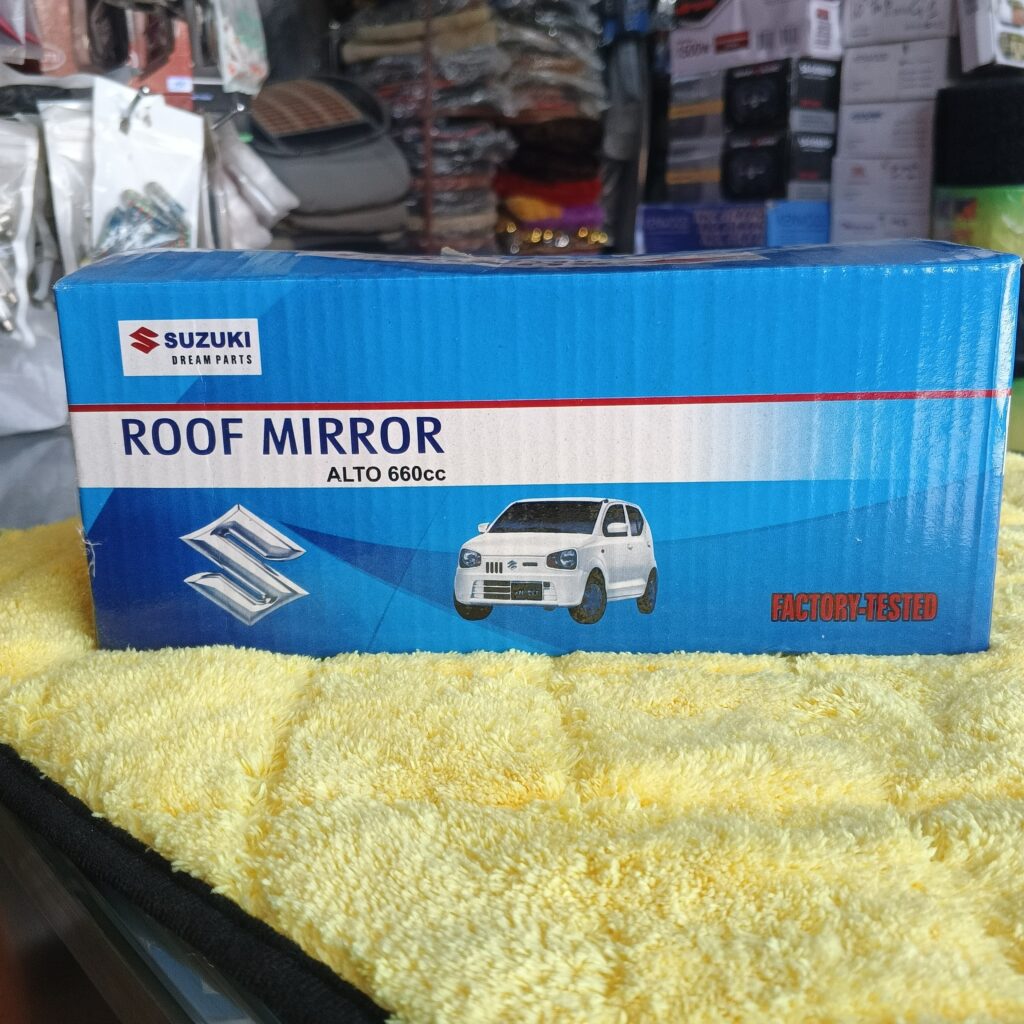 SUZUKI
DREAM PARTS
ROOF MIRROR
ALTO 660cc
FACTORY-TESTED